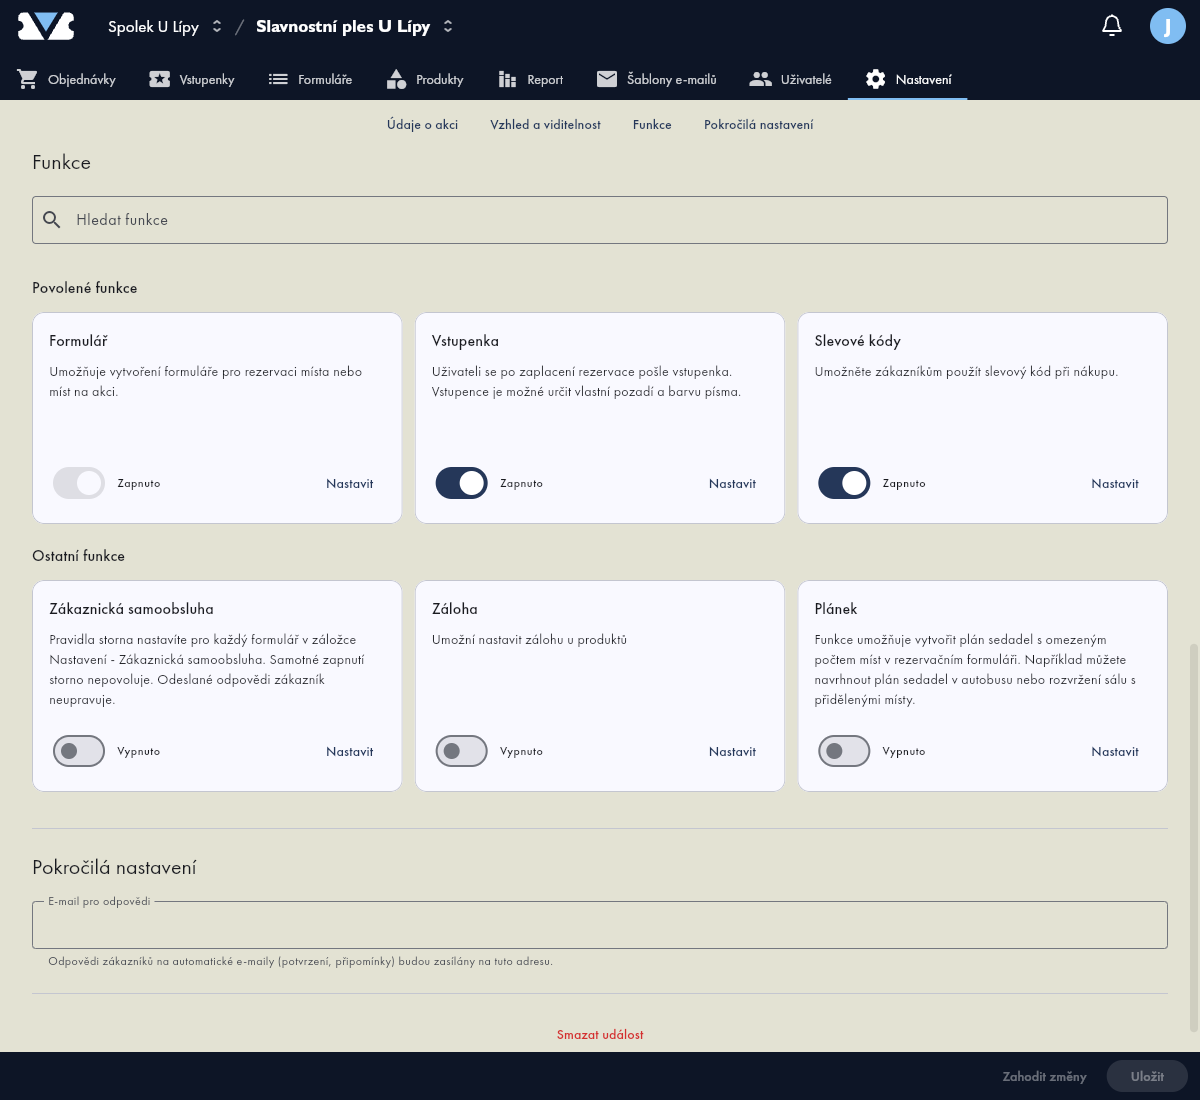 Spolek U Lípy / Slavnostní ples U Lípy J
Objednávky Vstupenky Formuláře Produkty Report Šablony e-mailů Uživatelé Nastavení
Údaje o akci Vzhled a viditelnost Funkce Pokročilá nastavení
Funkce
Hledat funkce
Povolené funkce
Formulář
Umožňuje vytvoření formuláře pro rezervaci místa nebo
míst na akci.
Zapnuto Nastavit
Vstupenka
Uživateli se po zaplacení rezervace pošle vstupenka.
Vstupence je možné určit vlastní pozadí a barvu písma.
Zapnuto Nastavit
Slevové kódy
Umožněte zákazníkům použít slevový kód při nákupu.
Zapnuto Nastavit
Ostatní funkce
Zákaznická samoobsluha
Pravidla storna nastavíte pro každý formulář v záložce
Nastavení - Zákaznická samoobsluha. Samotné zapnutí
storno nepovoluje. Odeslané odpovědi zákazník
neupravuje.
Vypnuto Nastavit
Záloha
Umožní nastavit zálohu u produktů
Vypnuto Nastavit
Plánek
Funkce umožňuje vytvořit plán sedadel s omezeným
počtem míst v rezervačním formuláři. Například můžete
navrhnout plán sedadel v autobusu nebo rozvržení sálu s
přidělenými místy.
Vypnuto Nastavit
Pokročilá nastavení
E-mail pro odpovědi
Odpovědi zákazníků na automatické e-maily (potvrzení, připomínky) budou zasílány na tuto adresu.
Smazat událost
Zahodit změny Uložit